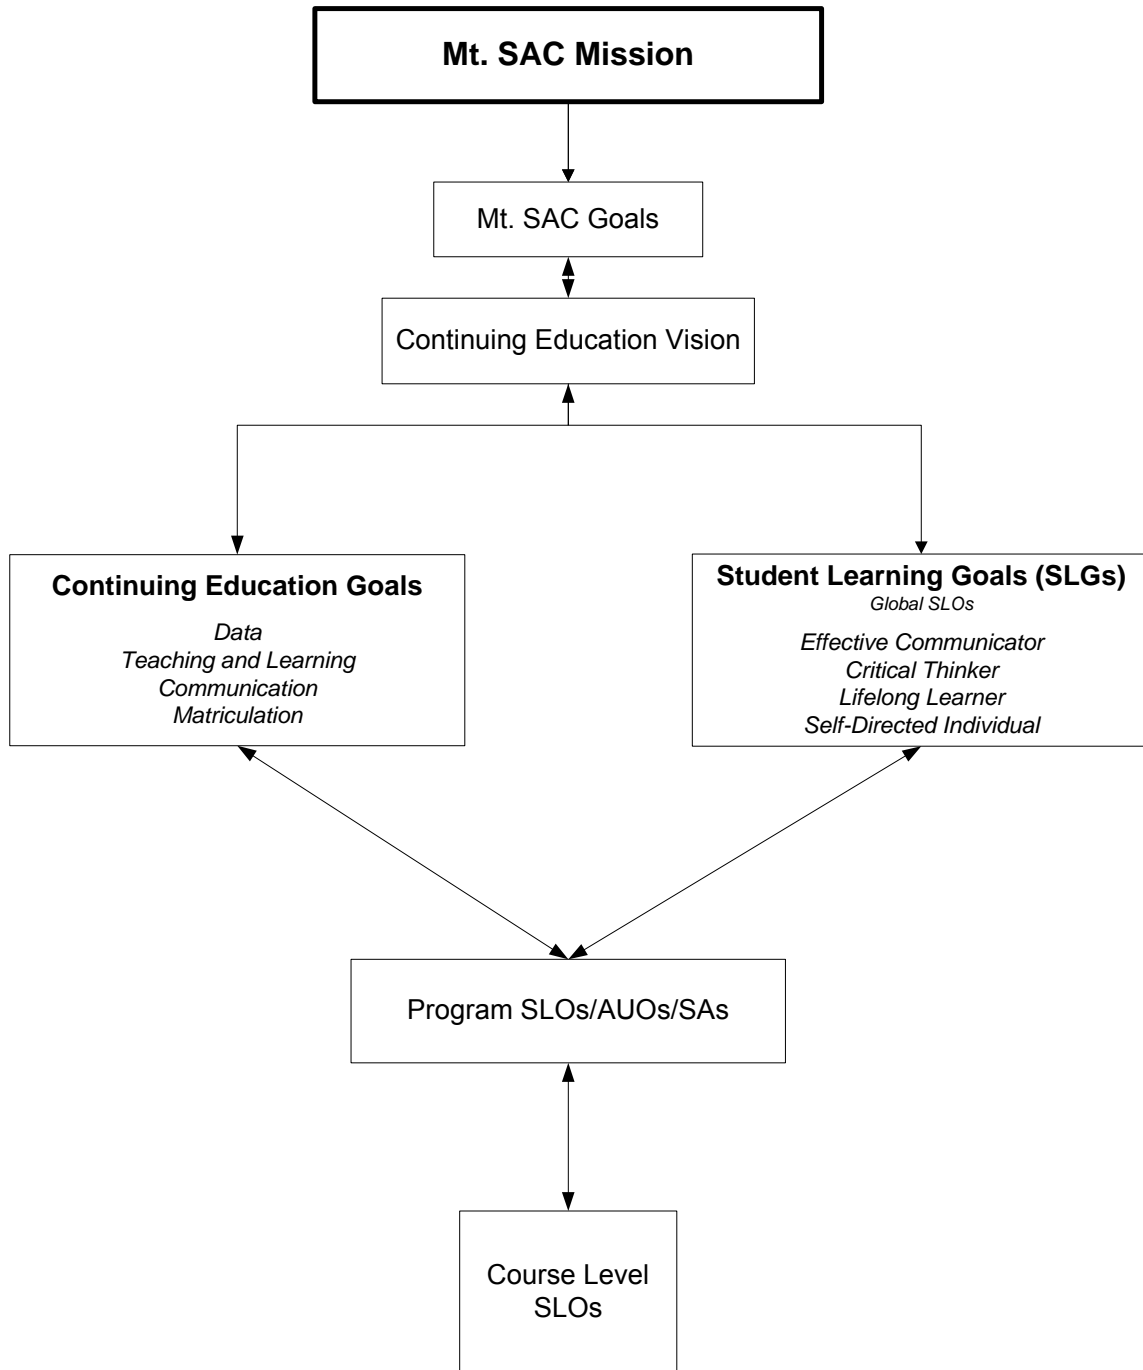 Mt. SAC Mission
Mt. SAC Goals
Continuing Education Vision
Continuing Education Goals
Data
Teaching and Learning
Communication
Matriculation
Student Learning Goals (SLGs)
Global SLOs
Effective Communicator
Critical Thinker
Lifelong Learner
Self-Directed Individual
Program SLOs/AUOs/SAs
Course Level
SLOs